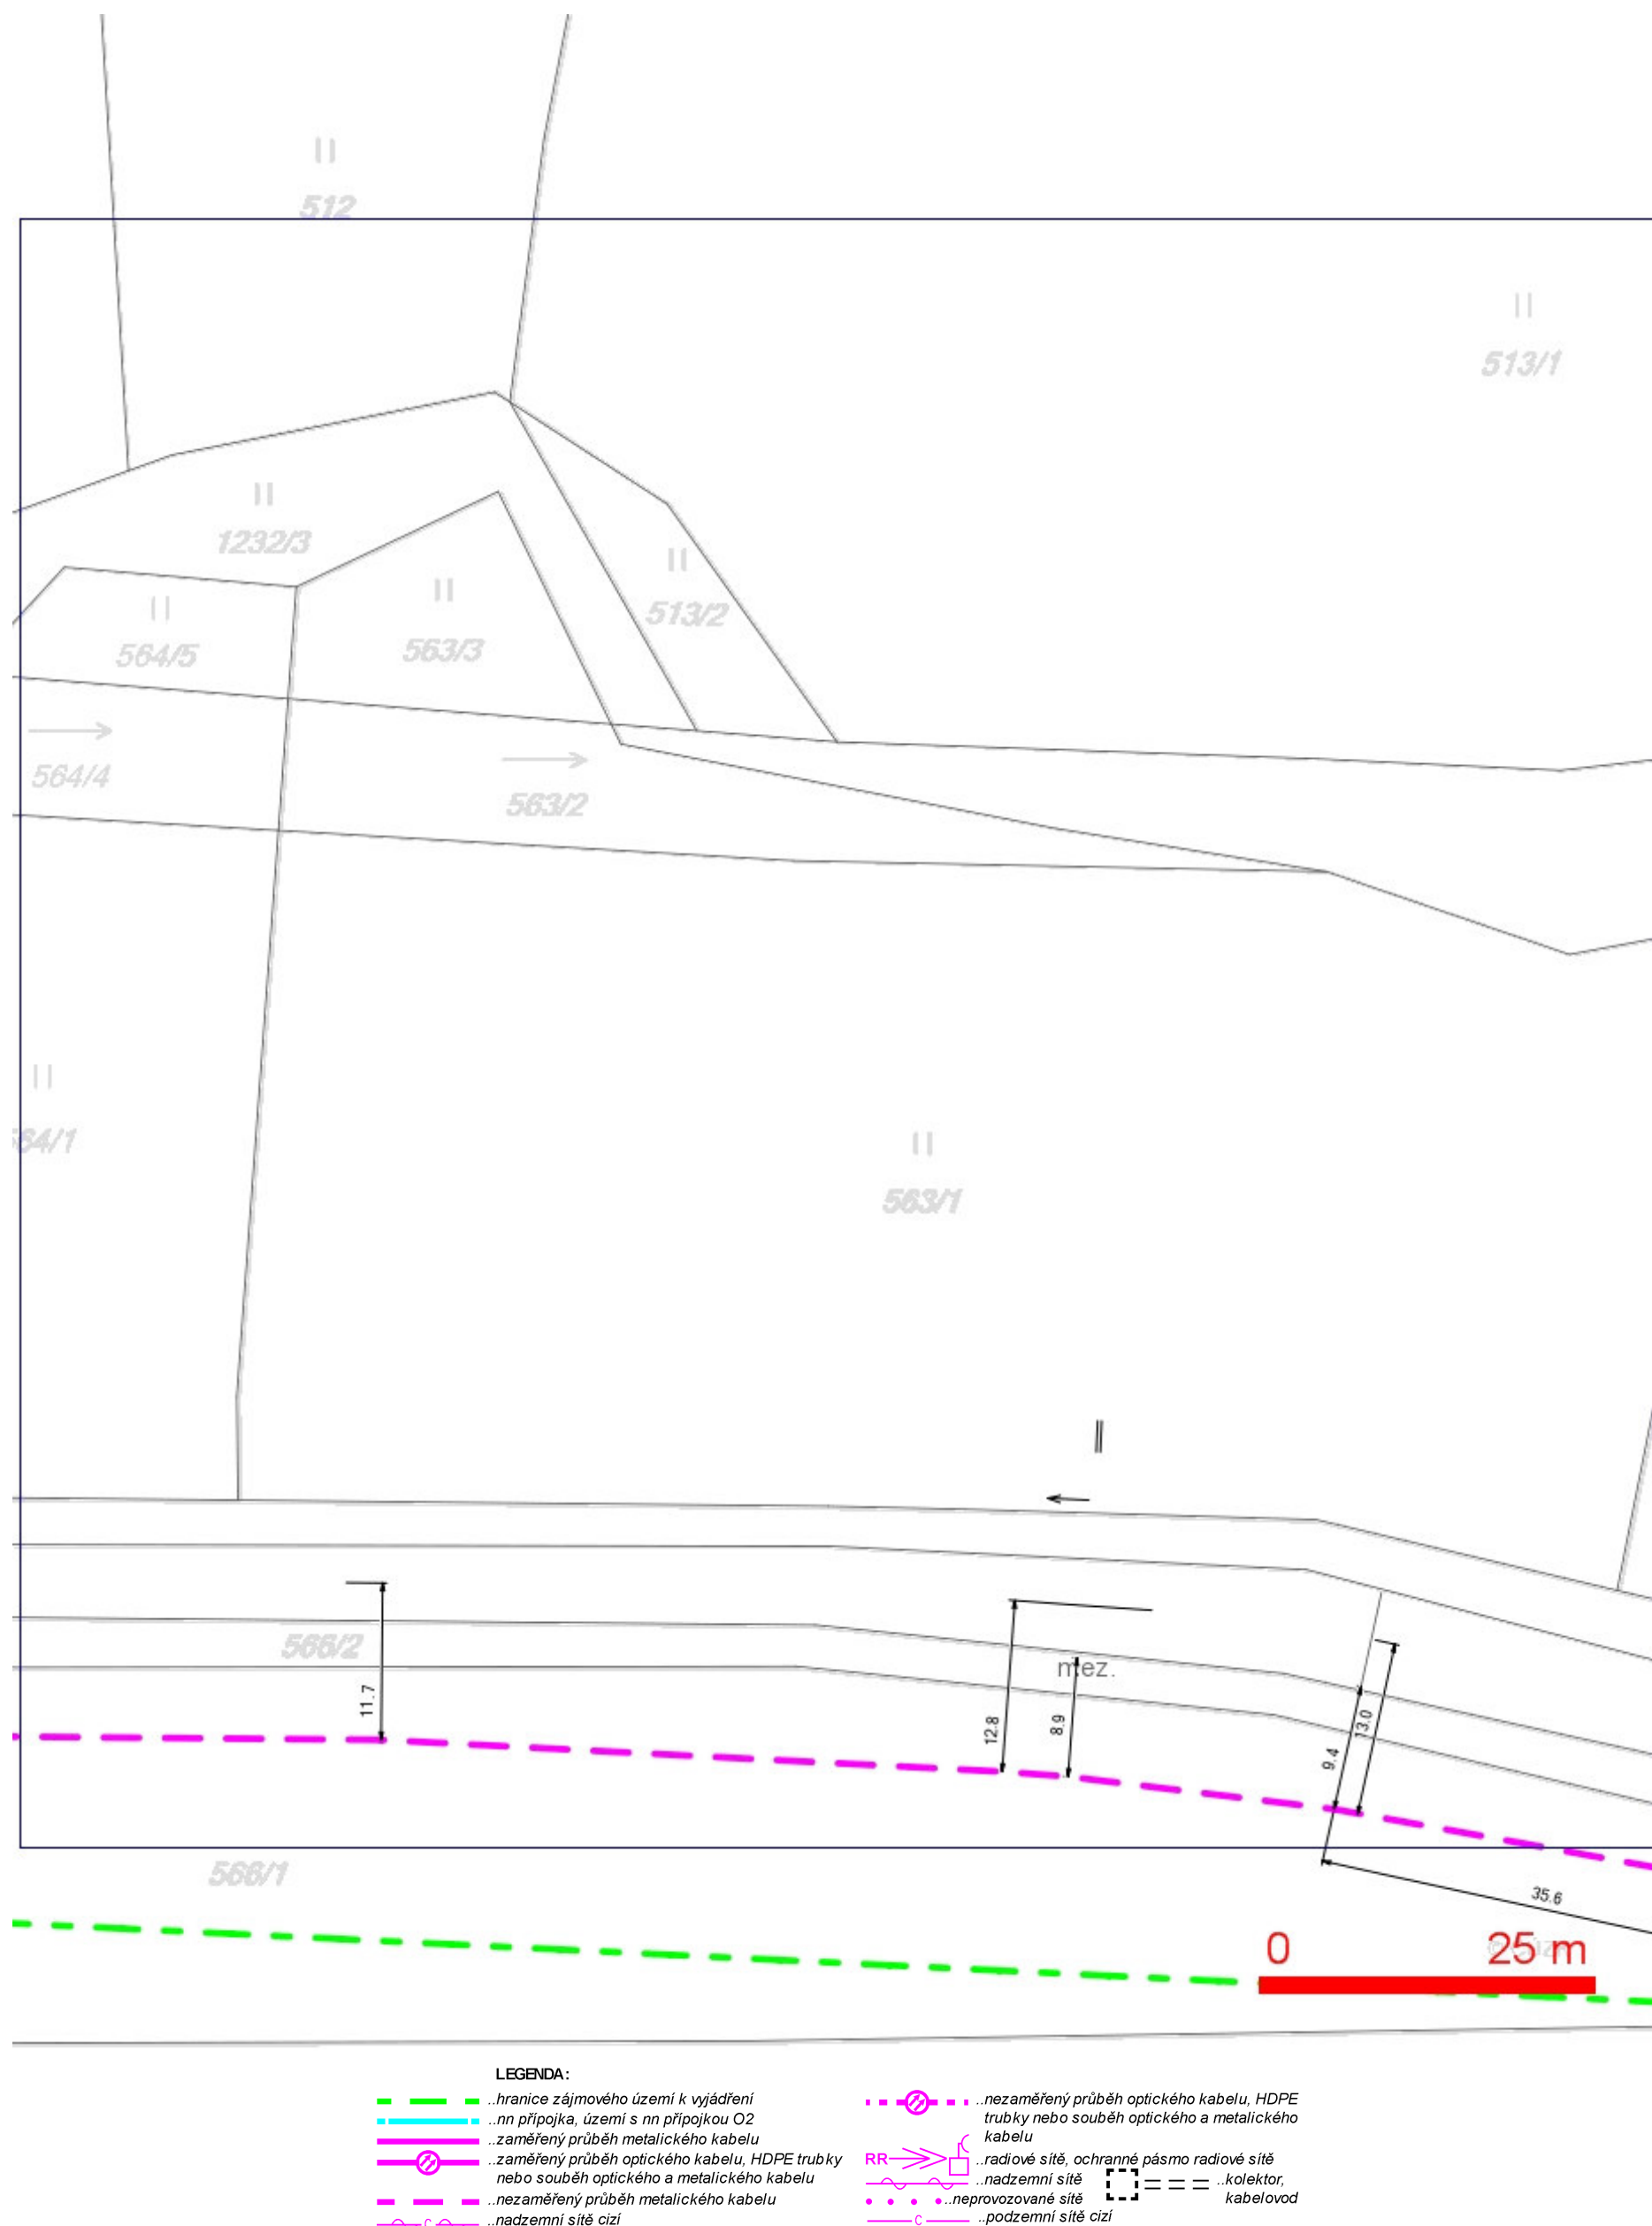 512
513/1
1232/3
513/2
564/5
563/3
564/4
563/2
563/1
566/2
mez.
11.7
12.8
8.9
13.0
9.4
566/1
35.6
0 25 m
LEGENDA:
..hranice zájmového území k vyjádření
..nn přípojka, území s nn přípojkou O2
..zaměřený průběh metalického kabelu
..zaměřený průběh optického kabelu, HDPE trubky
nebo souběh optického a metalického kabelu
..nezaměřený průběh metalického kabelu
C ..nadzemní sítě cizí
..nezaměřený průběh optického kabelu, HDPE
trubky nebo souběh optického a metalického
kabelu
RR ..radiové sítě, ochranné pásmo radiové sítě
..nadzemní sítě ..kolektor,
kabelovod
..neprovozované sítě
C ..podzemní sítě cizí